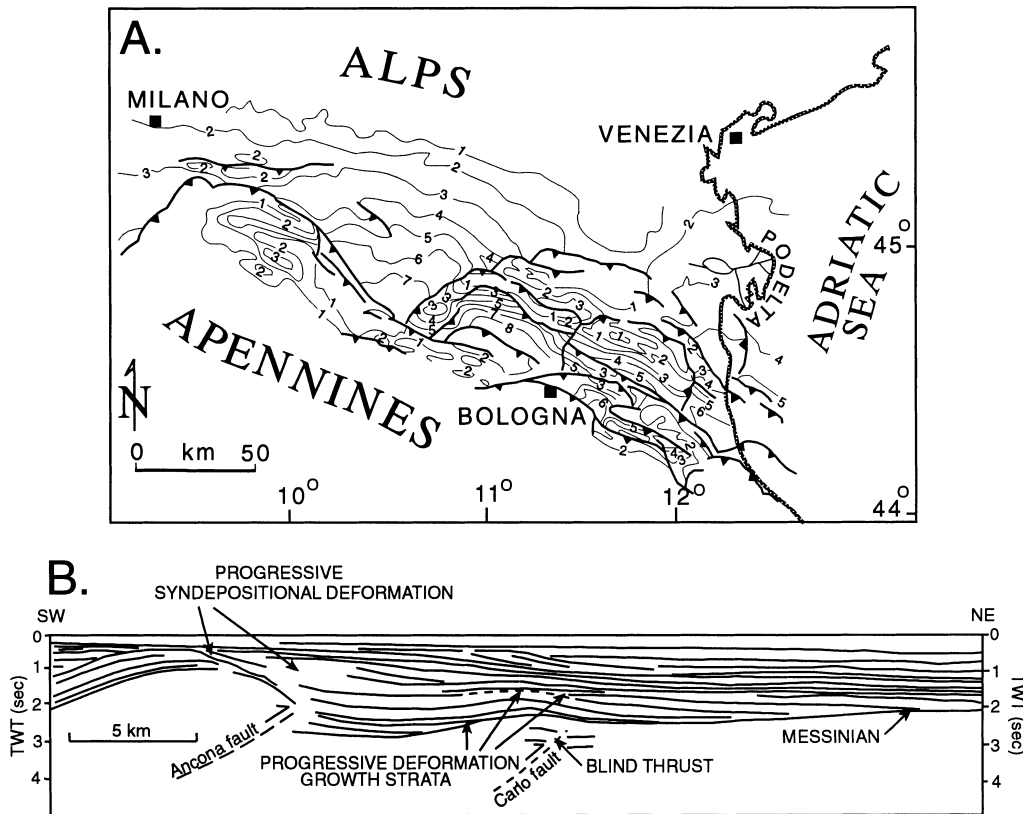 A.
ALPS
MILANO
VENEZIA
ADRIATIC
SEA
PO DELTA
APENNINES
BOLOGNA
N
0 km 50
10°
11°
12°
45°
44°
B.
PROGRESSIVE
SYNDEPOSITIONAL DEFORMATION
SW
NE
0
1
2
3
4
TWT (sec)
5 km
Ancona fault
PROGRESSIVE DEFORMATION
GROWTH STRATA
Carlo fault
BLIND THRUST
MESSINIAN
0
1
2
3
4
TWT (sec)